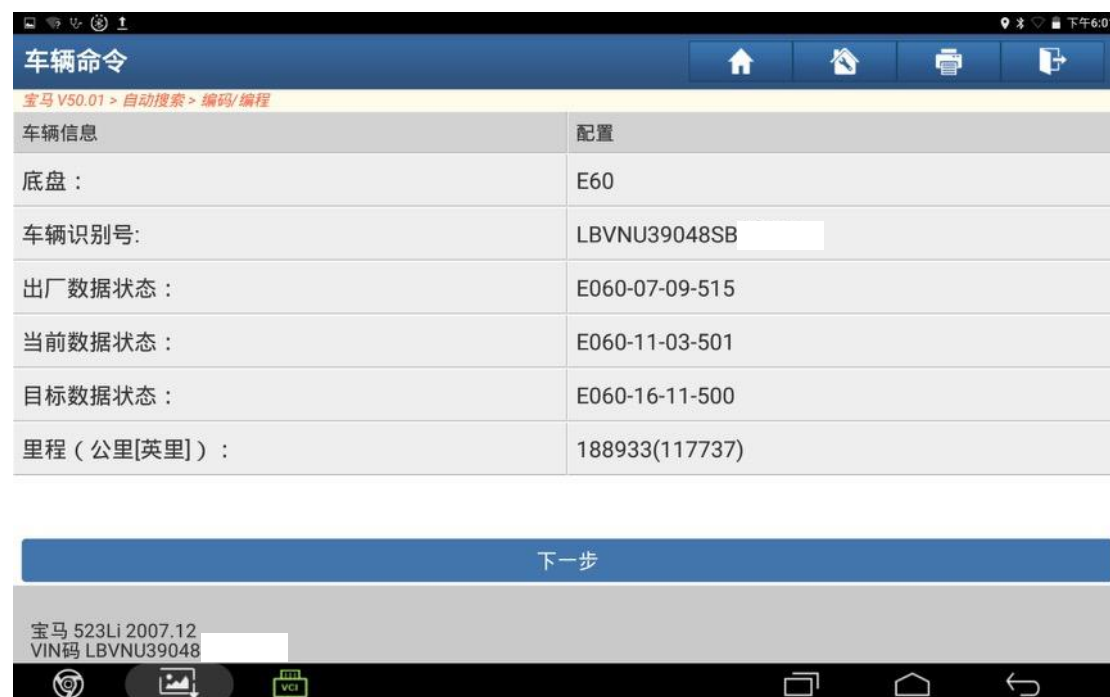 下午6:01
车辆命令
宝马 V50.01 > 自动搜索 > 编码/编程
车辆信息 配置
底盘： E60
车辆识别号: LBVNU39048SB
出厂数据状态： E060-07-09-515
当前数据状态： E060-11-03-501
目标数据状态： E060-16-11-500
里程（公里[英里]）： 188933(117737)
下一步
宝马 523Li 2007.12
VIN码 LBVNU39048
VCI